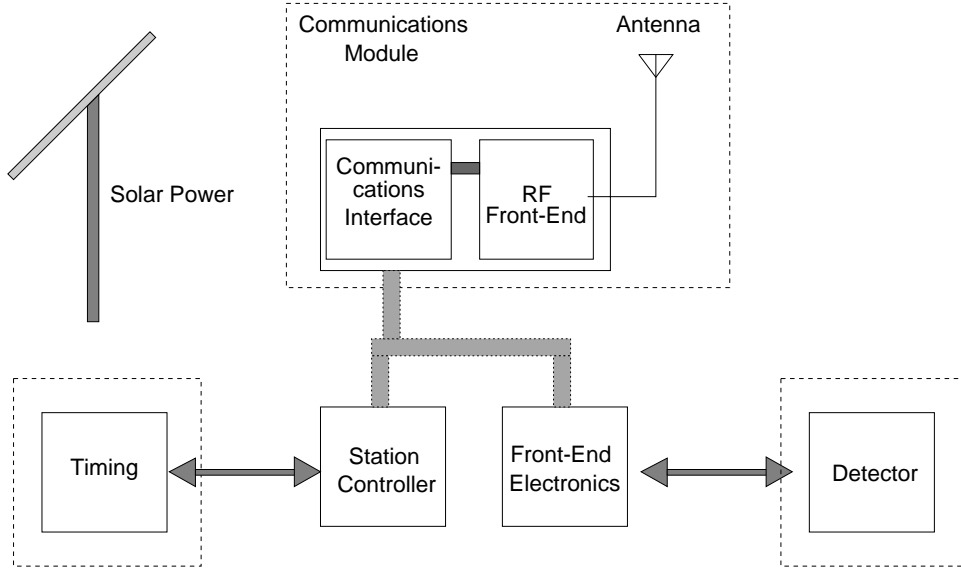 Communications
Module
Antenna
Solar Power
Communi-
cations
Interface
RF
Front-End
Timing
Station
Controller
Front-End
Electronics
Detector